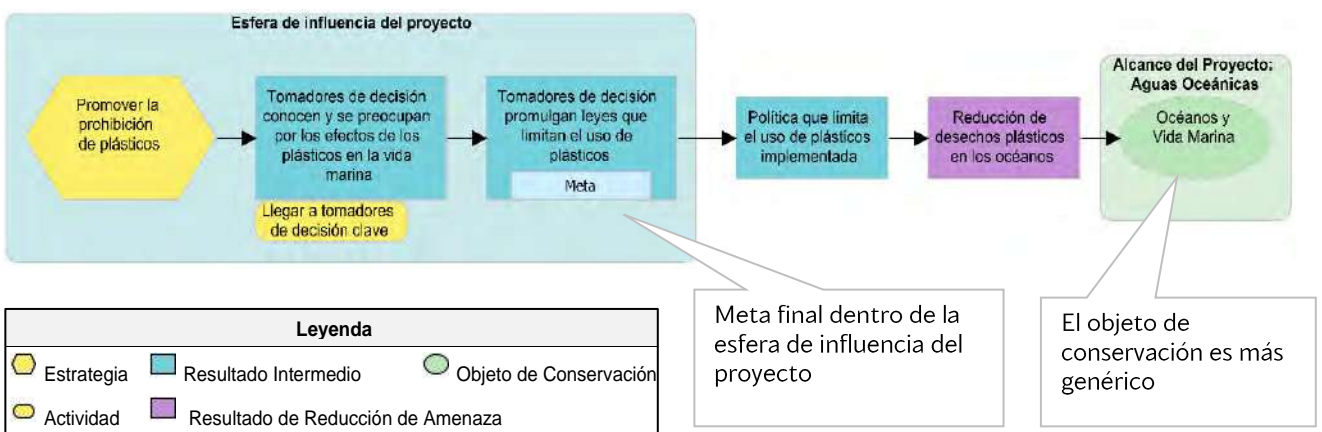 Esfera de influencia del proyecto
Promover la
prohibición
de plásticos
Tomadores de decisión
conocen y se preocupan
por los efectos de los
plásticos en la vida
marina
Llegar a tomadores
de decisión clave
Tomadores de decisión
promulgan leyes que
limitan el uso de
plásticos
Meta
Política que limita
el uso de plásticos
implementada
Reducción de
desechos plásticos
en los océanos
Alcance del Proyecto:
Aguas Oceánicas
Océanos y
Vida Marina
Meta final dentro de la
esfera de influencia del
proyecto
El objeto de
conservación es más
genérico
Leyenda
Estrategia
Resultado Intermedio
Objeto de Conservación
Actividad
Resultado de Reducción de Amenaza